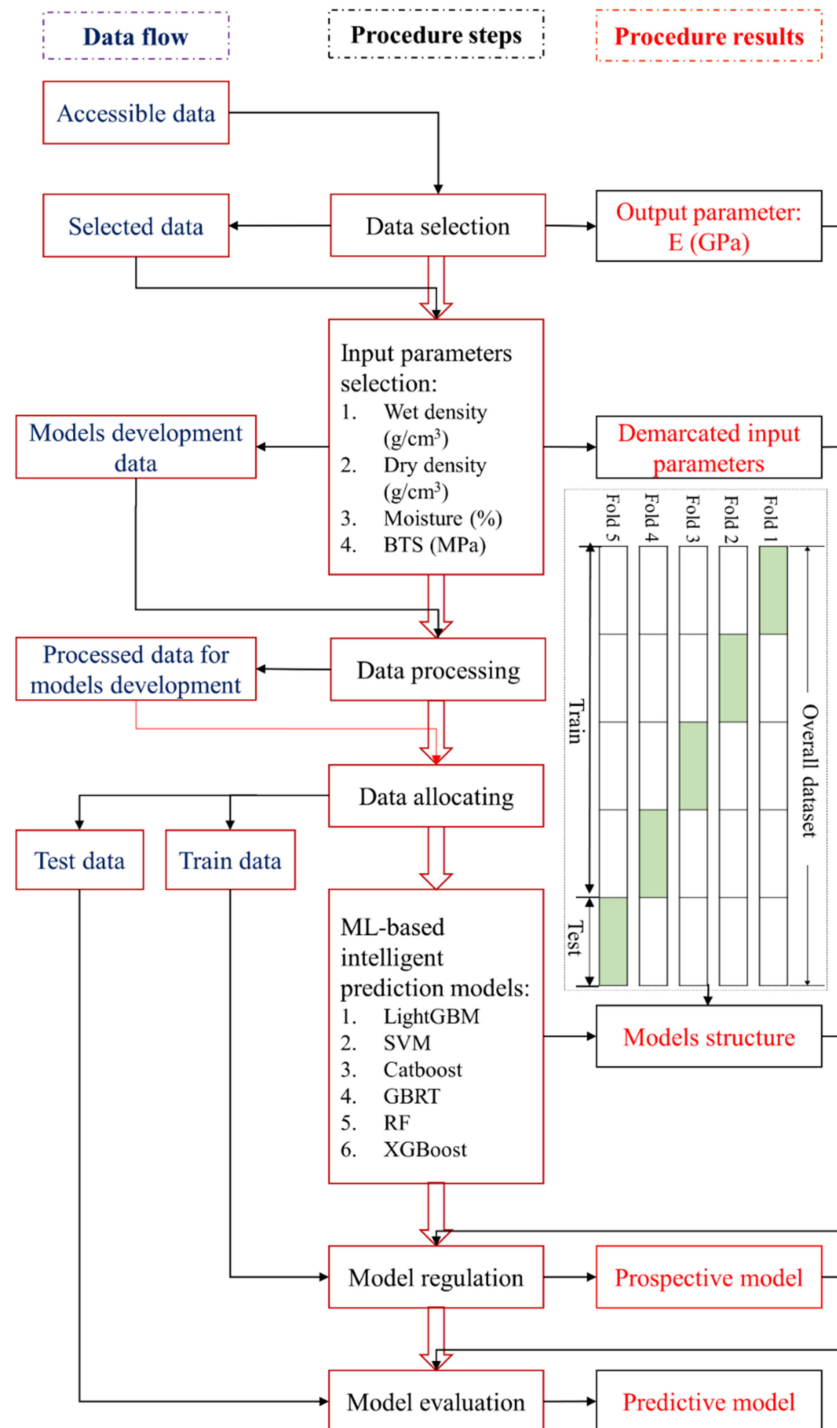 Data flow
Procedure steps
Procedure results
Accessible data
Selected data
Data selection
Output parameter:
E (GPa)
Input parameters
selection:
1. Wet density
(g/cm³)
2. Dry density
(g/cm³)
3. Moisture (%)
4. BTS (MPa)
Models development
data
Demarcated input
parameters
Fold 5
Fold 4
Fold 3
Fold 2
Fold 1
Train
Test
Overall dataset
Processed data for
models development
Data processing
Data allocating
Test data
Train data
ML-based
intelligent
prediction models:
1. LightGBM
2. SVM
3. Catboost
4. GBRT
5. RF
6. XGBoost
Models structure
Model regulation
Prospective model
Model evaluation
Predictive model